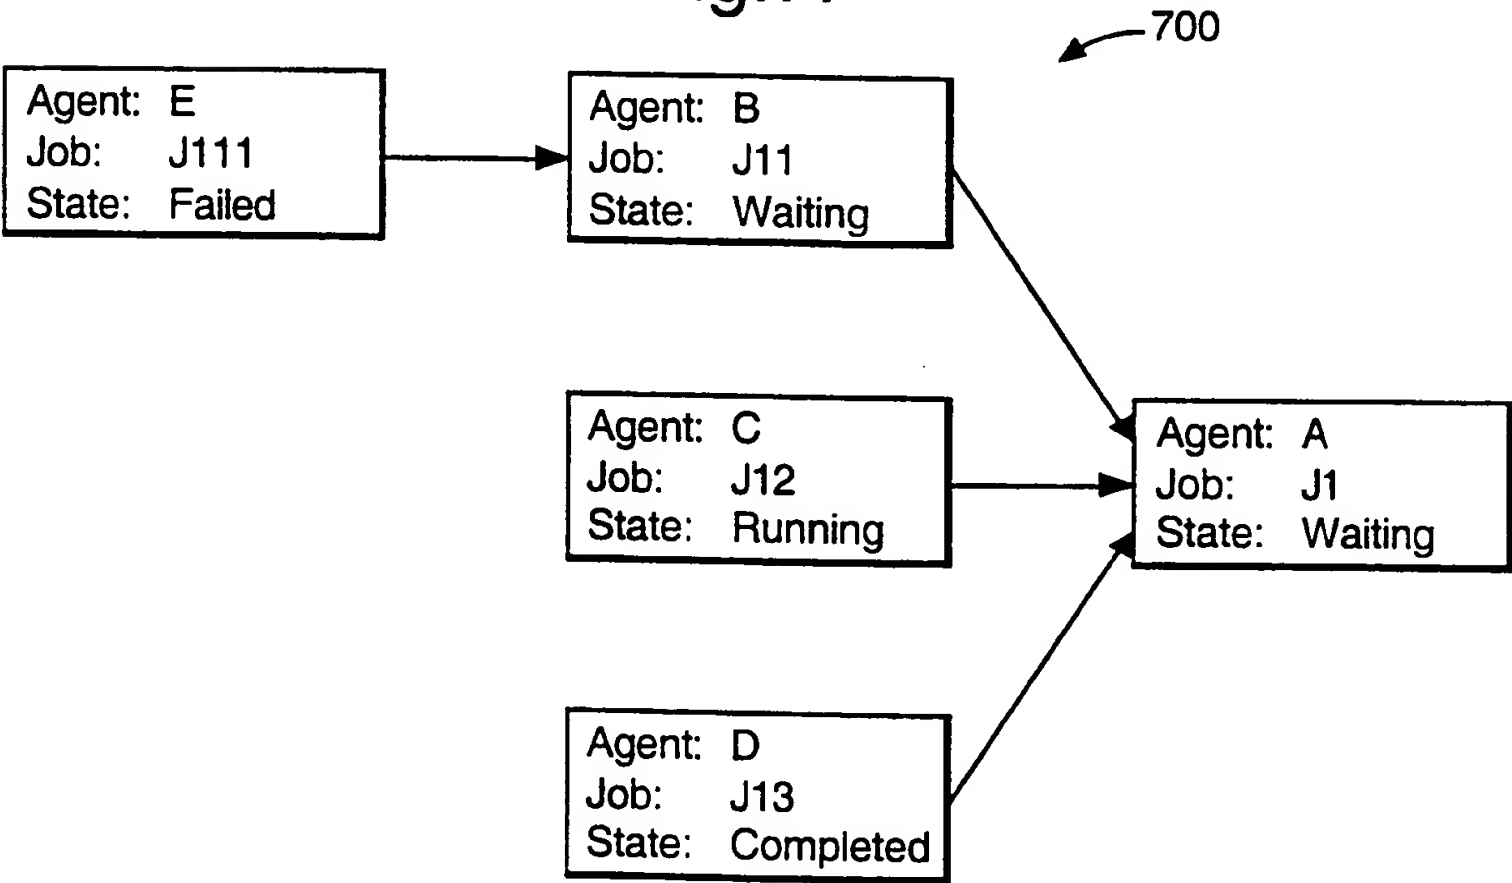 700
Agent: E
Job: J111
State: Failed
Agent: B
Job: J11
State: Waiting
Agent: C
Job: J12
State: Running
Agent: A
Job: J1
State: Waiting
Agent: D
Job: J13
State: Completed